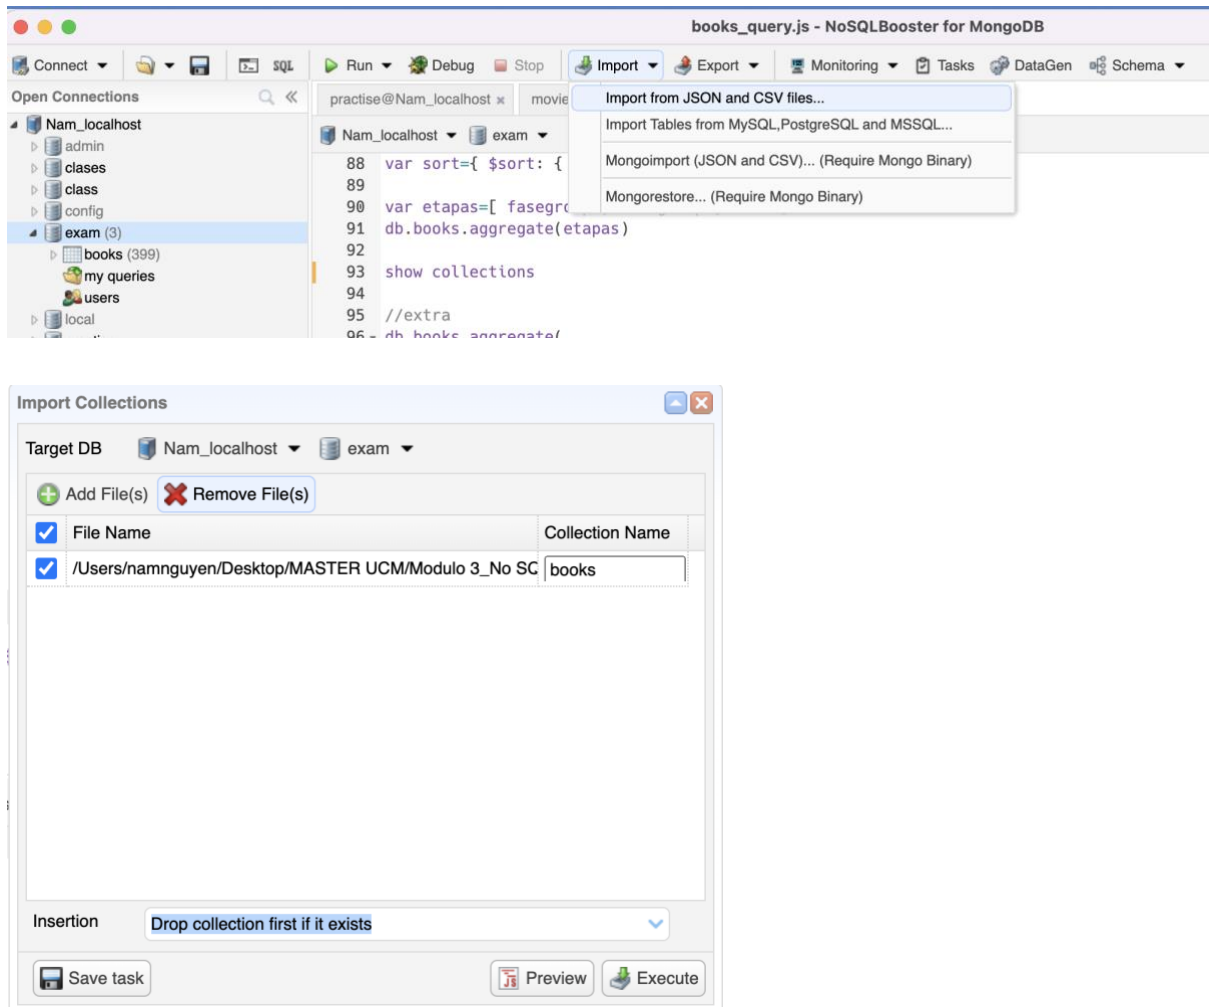 books_query.js - NoSQLBooster for MongoDB
Connect SQL Run Debug Stop Import Export Monitoring Tasks DataGen Schema
Open Connections
practise@Nam_localhost × movie
Import from JSON and CSV files...
Import Tables from MySQL,PostgreSQL and MSSQL...
Mongoimport (JSON and CSV)... (Require Mongo Binary)
Mongorestore... (Require Mongo Binary)
Nam_localhost
admin
clases
class
config
exam (3)
books (399)
my queries
users
local
Nam_localhost exam
88 var sort={ $sort: {
89
90 var etapas=[ fasegr
91 db.books.aggregate(etapas)
92
93 show collections
94
95 //extra
96 db.books.aggregate(
Import Collections
Target DB Nam_localhost exam
Add File(s) Remove File(s)
File Name Collection Name
/Users/namnguyen/Desktop/MASTER UCM/Modulo 3_No SQ books
Insertion Drop collection first if it exists
Save task Preview JS Execute